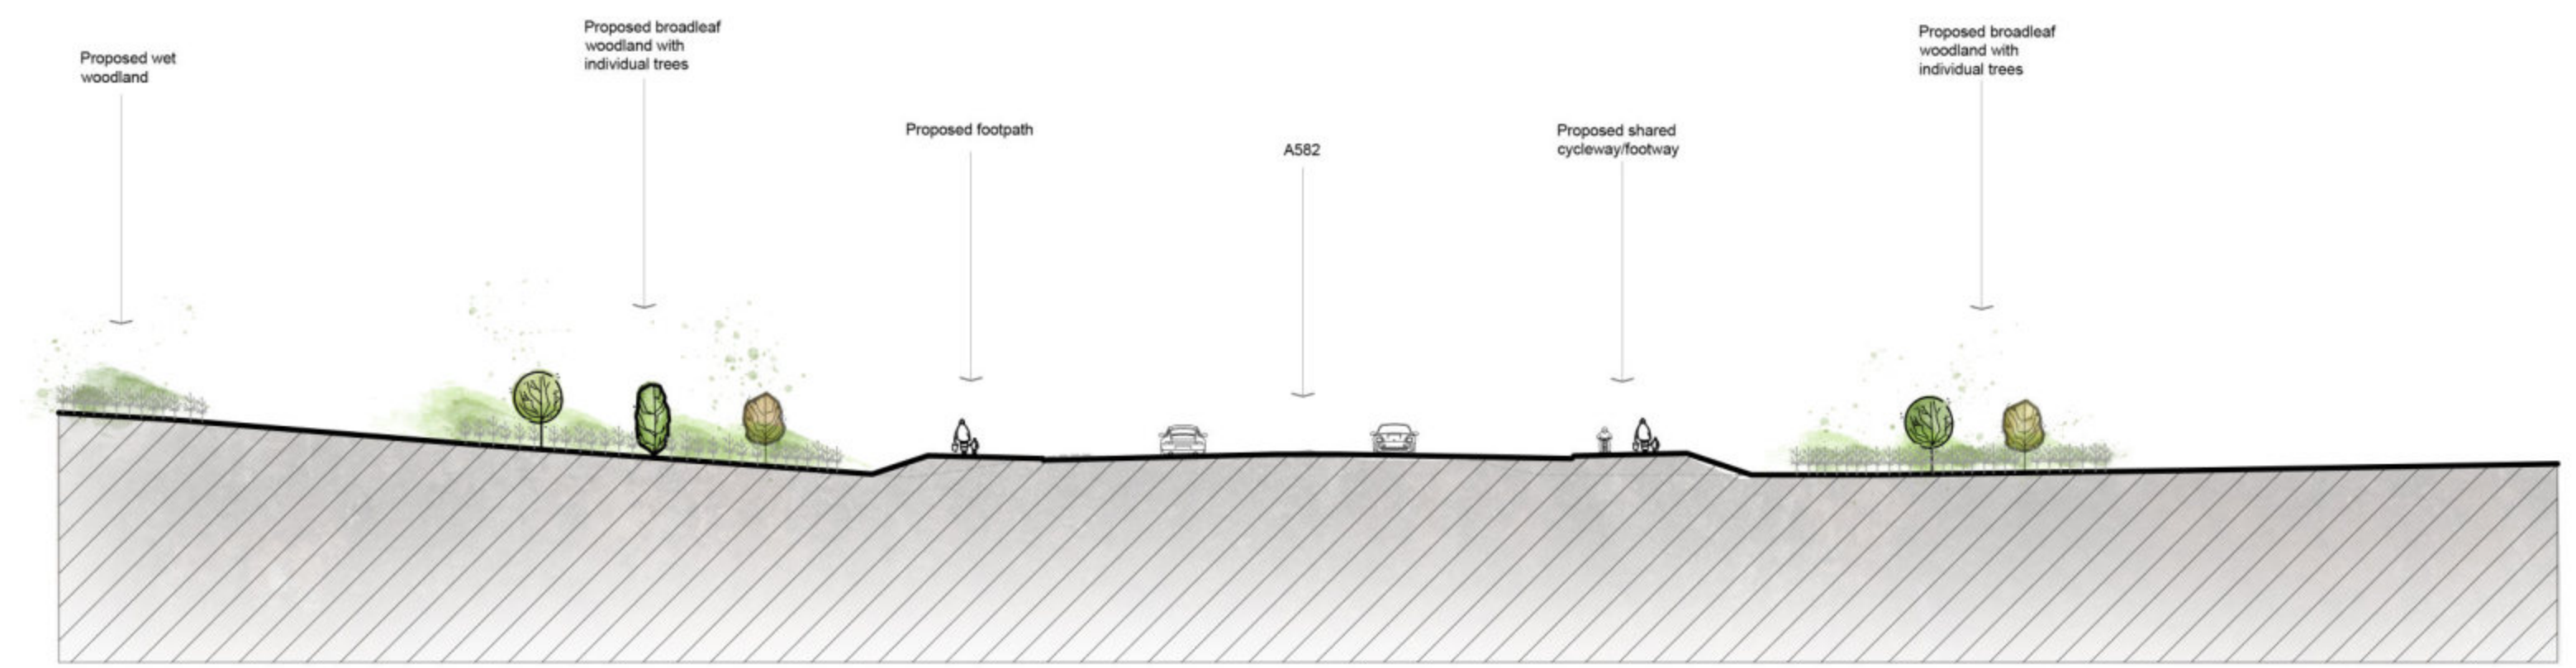 Proposed wet
woodland
Proposed broadleaf
woodland with
individual trees
Proposed footpath
A582
Proposed shared
cycleway/footway
Proposed broadleaf
woodland with
individual trees